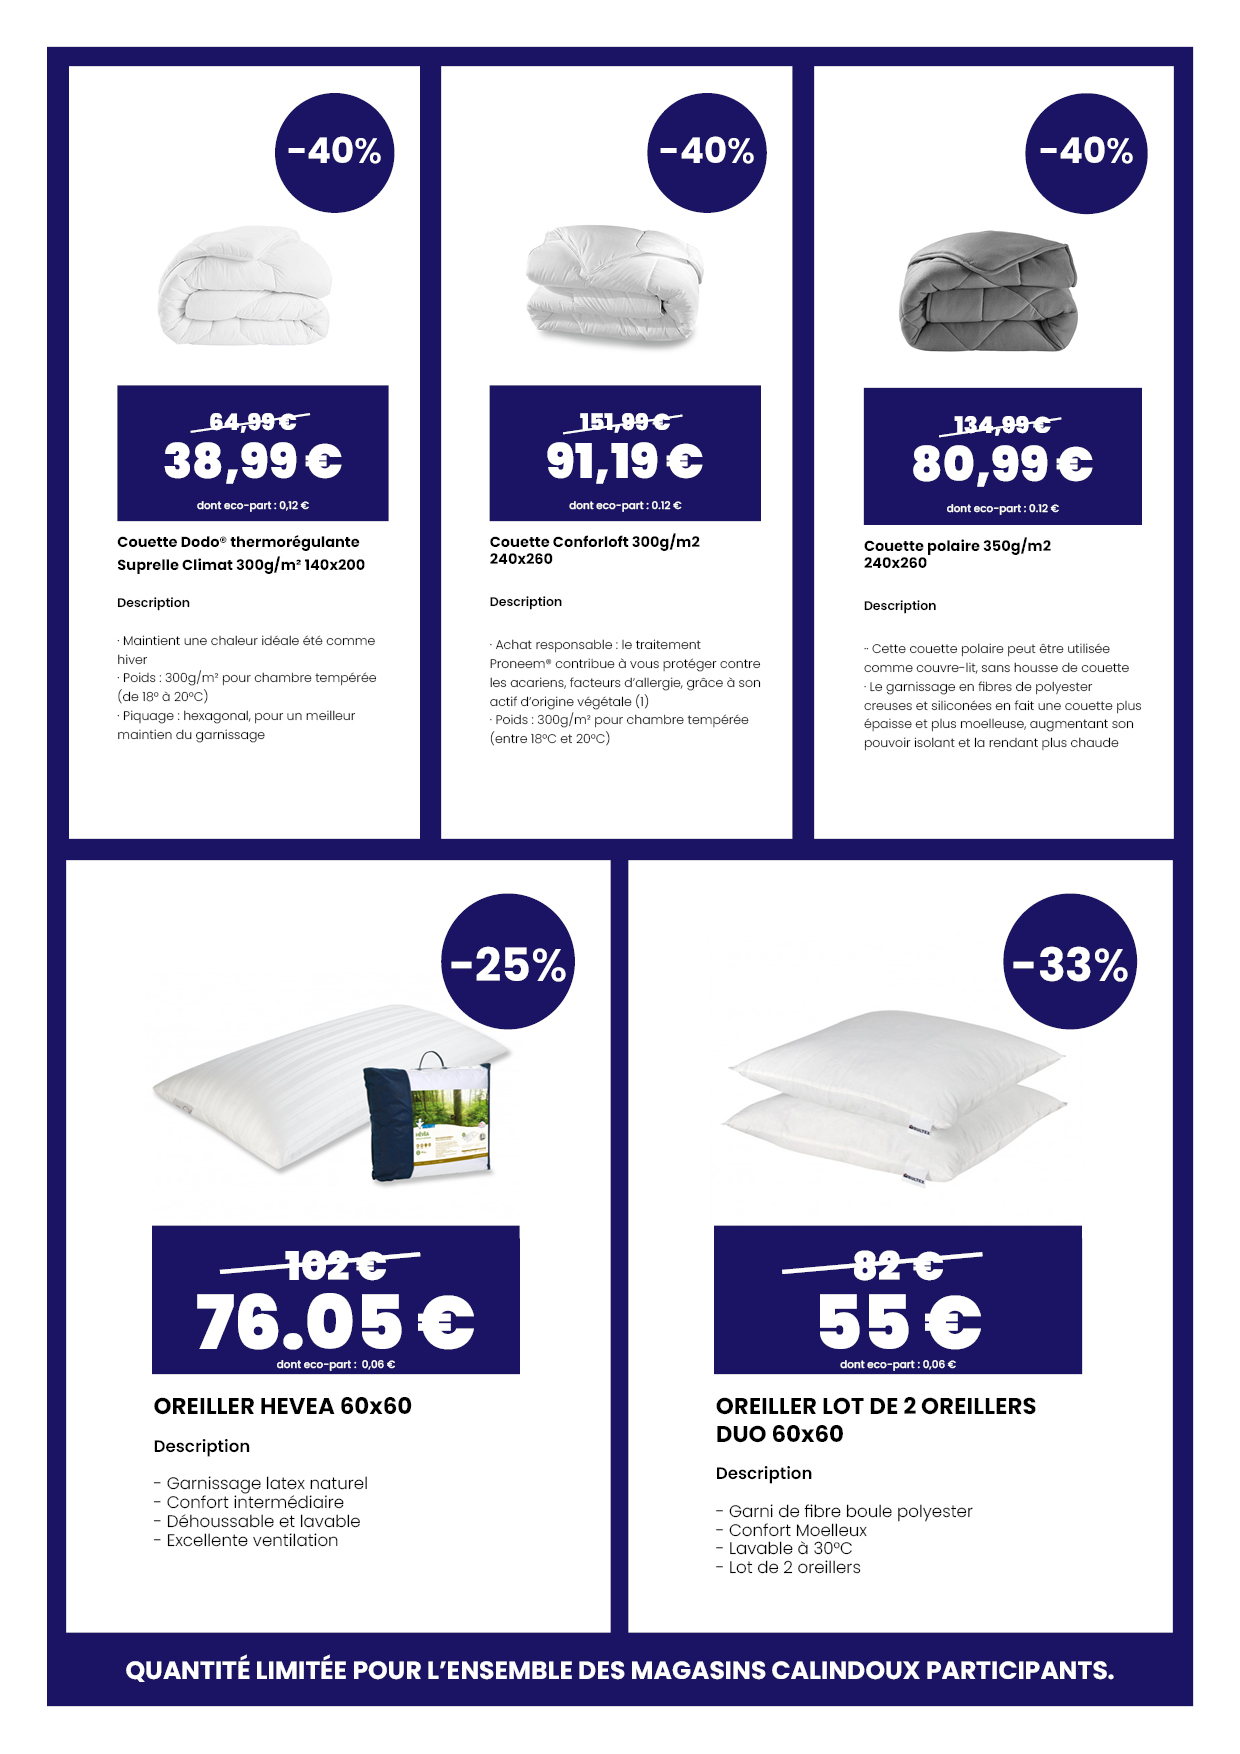 -40%
64,99 €
38,99 €
dont eco-part : 0,12 €
Couette Dodo® thermorégulante
Suprelle Climat 300g/m² 140x200
Description
· Maintient une chaleur idéale été comme
hiver
· Poids : 300g/m² pour chambre tempérée
(de 18° à 20°C)
· Piquage : hexagonal, pour un meilleur
maintien du garnissage
-40%
151,99 €
91,19 €
dont eco-part : 0.12 €
Couette Conforloft 300g/m2
240x260
Description
· Achat responsable : le traitement
Proneem® contribue à vous protéger contre
les acariens, facteurs d'allergie, grâce à son
actif d'origine végétale (1)
· Poids : 300g/m² pour chambre tempérée
(entre 18°C et 20°C)
-40%
134,99 €
80,99 €
dont eco-part : 0.12 €
Couette polaire 350g/m2
240x260
Description
·· Cette couette polaire peut être utilisée
comme couvre-lit, sans housse de couette
· Le garnissage en fibres de polyester
creuses et siliconées en fait une couette plus
épaisse et plus moelleuse, augmentant son
pouvoir isolant et la rendant plus chaude
-25%
HÉVÉA
102 €
76.05 €
dont eco-part : 0,06 €
OREILLER HEVEA 60x60
Description
- Garnissage latex naturel
- Confort intermédiaire
- Déhoussable et lavable
- Excellente ventilation
-33%
BULTEX
BULTEX
82 €
55 €
dont eco-part : 0,06 €
OREILLER LOT DE 2 OREILLERS
DUO 60x60
Description
- Garni de fibre boule polyester
- Confort Moelleux
- Lavable à 30°C
- Lot de 2 oreillers
QUANTITÉ LIMITÉE POUR L'ENSEMBLE DES MAGASINS CALINDOUX PARTICIPANTS.